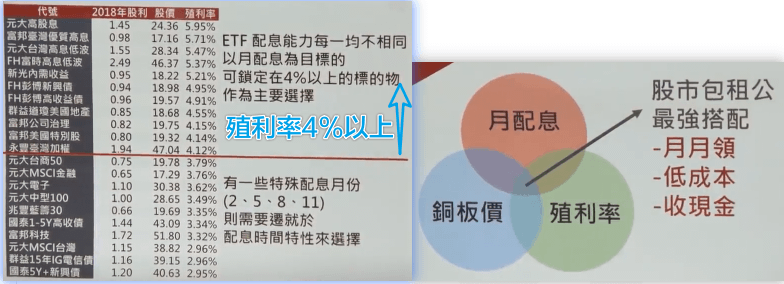 代號 2018年股利 股價 殖利率
元大高股息 1.45 24.36 5.95%
富邦臺灣優質高息 0.98 17.16 5.71%
元大台灣高息低波 1.55 28.34 5.47%
FH富時高息低波 2.49 46.37 5.37%
新光內需收益 0.95 18.22 5.21%
FH彭博新興債 0.94 18.98 4.95%
FH彭博高收益債 0.96 19.57 4.91%
群益道瓊美國地產 0.85 18.68 4.55%
富邦公司治理 0.82 19.75 4.15%
富邦美國特別股 0.80 19.32 4.14%
永豐臺灣加權 1.94 47.04 4.12%
元大台商50 0.75 19.78 3.79%
元大MSCI金融 0.65 17.29 3.76%
元大電子 1.10 30.38 3.62%
元大中型100 1.00 28.65 3.49%
兆豐藍籌30 0.66 19.69 3.35%
國泰1-5Y高收債 1.44 43.09 3.34%
富邦科技 1.72 51.80 3.32%
元大MSCI台灣 1.15 38.82 2.96%
群益15年IG電信債 1.16 39.15 2.96%
國泰5Y+新興債 1.20 40.63 2.95%
ETF 配息能力每一均不相同
以月配息為目標的
可鎖定在4%以上的標的物
作為主要選擇
殖利率4%以上
有一些特殊配息月份
(2、5、8、11)
則需要遷就於
配息時間特性來選擇
月配息
銅板價
殖利率
股市包租公
最強搭配
-月月領
-低成本
-收現金